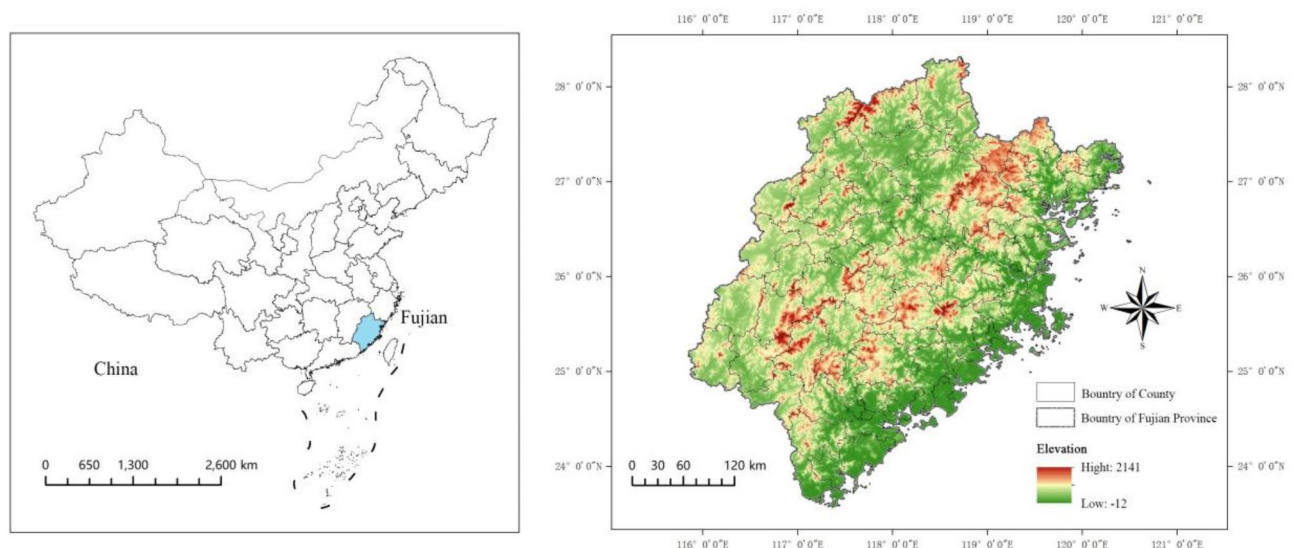 China
Fujian
0 650 1,300 2,600 km
116° 0′0″E 117° 0′0″E 118° 0′0″E 119° 0′0″E 120° 0′0″E 121° 0′0″E
28° 0′0″N 28° 0′0″N
27° 0′0″N 27° 0′0″N
26° 0′0″N 26° 0′0″N
N
W E
S
25° 0′0″N 25° 0′0″N
Bountry of County
Bountry of Fujian Province
Elevation
Hight: 2141
Low: -12
0 30 60 120 km
24° 0′0″N 24° 0′0″N
116° 0′0″E 117° 0′0″E 118° 0′0″E 119° 0′0″E 120° 0′0″E 121° 0′0″E